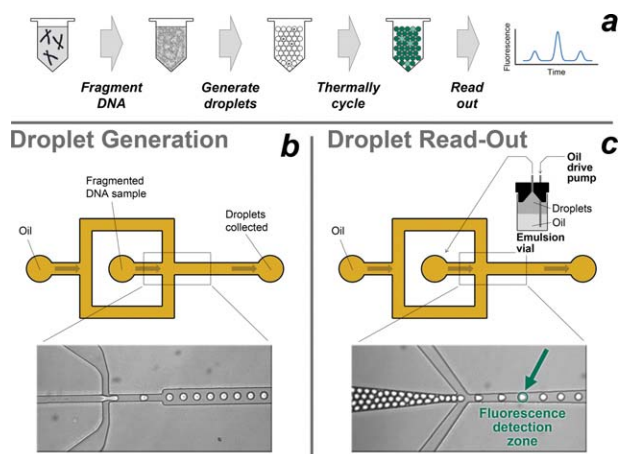 a
Fragment
DNA
Generate
droplets
Thermally
cycle
Read
out
Fluorescence
Time
Droplet Generation
b
Fragmented
DNA sample
Oil
Droplets
collected
Droplet Read-Out
c
Oil
drive
pump
Droplets
Oil
Emulsion
vial
Oil
Fluorescence
detection
zone